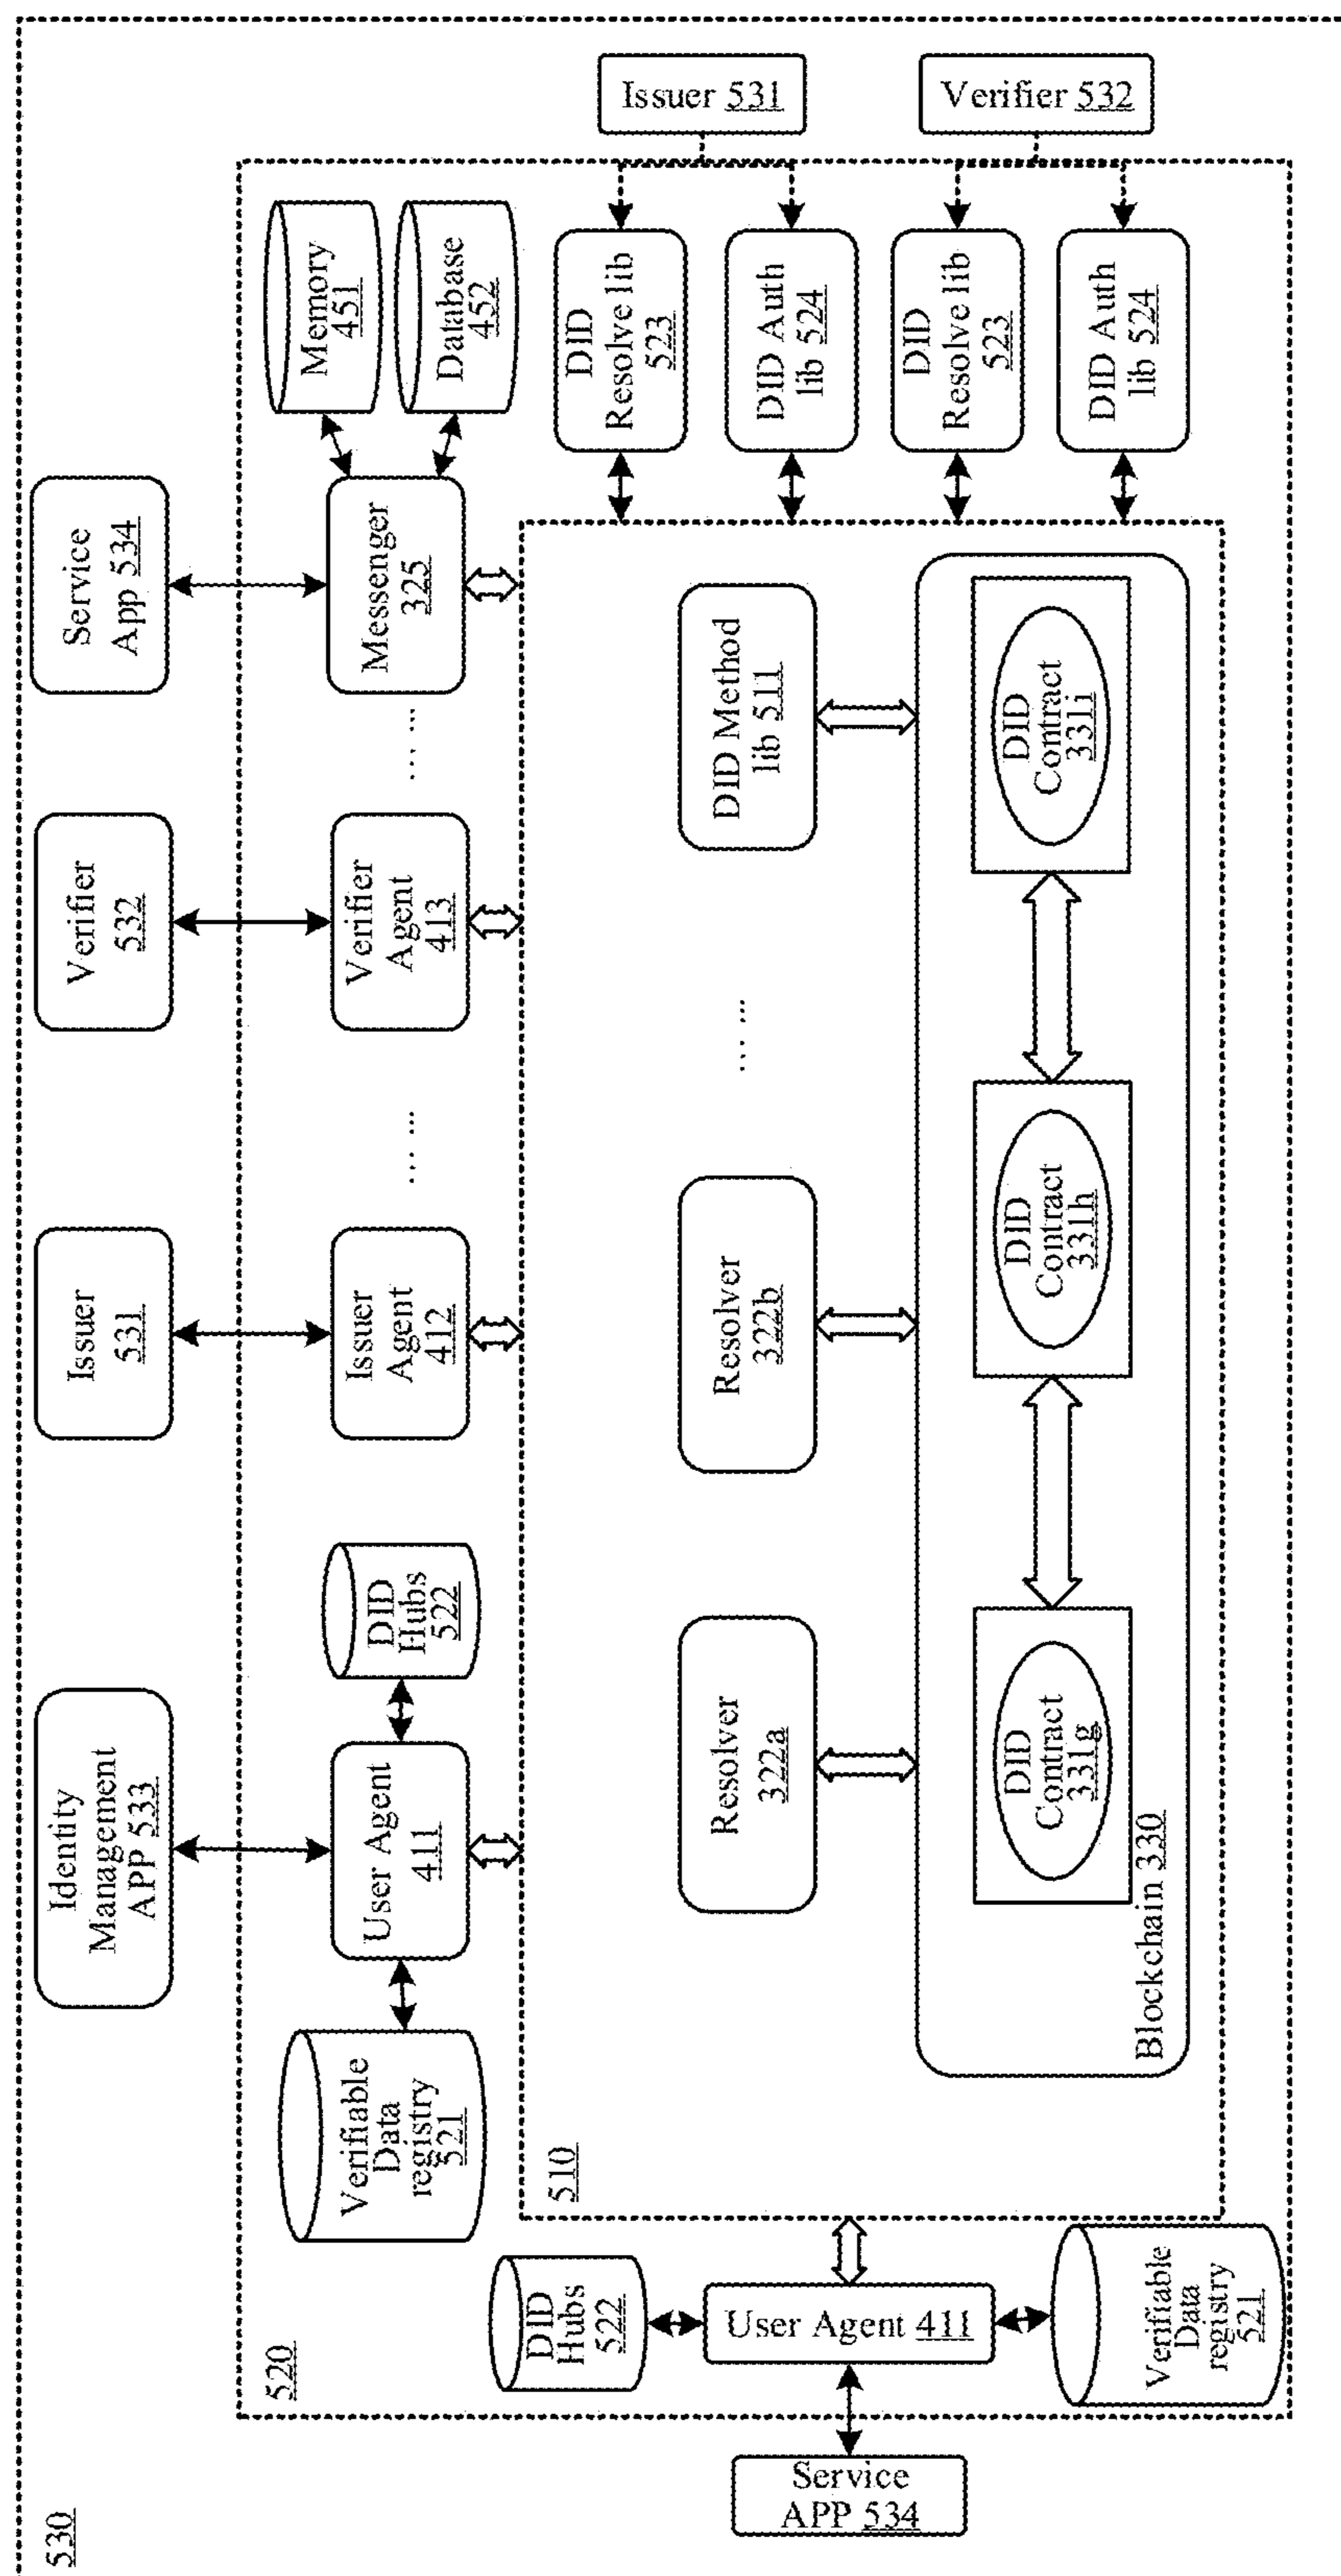 530
Identity
Management
APP 533
Issuer
531
Verifier
532
Service
App 534
520
Verifiable
Data
registry
521
User Agent
411
DID
Hubs
522
Issuer
Agent
412
... ...
Verifier
Agent
413
... ...
Messenger
325
Memory
451
Database
452
Service
APP 534
DID
Hubs
522
User Agent 411
Verifiable
Data
registry
521
510
Resolver
322a
Resolver
322b
... ...
DID Method
lib 511
DID
Contract
331g
DID
Contract
331h
DID
Contract
331i
Blockchain 330
DID
Resolve lib
523
DID Auth
lib 524
DID
Resolve lib
523
DID Auth
lib 524
Issuer 531
Verifier 532